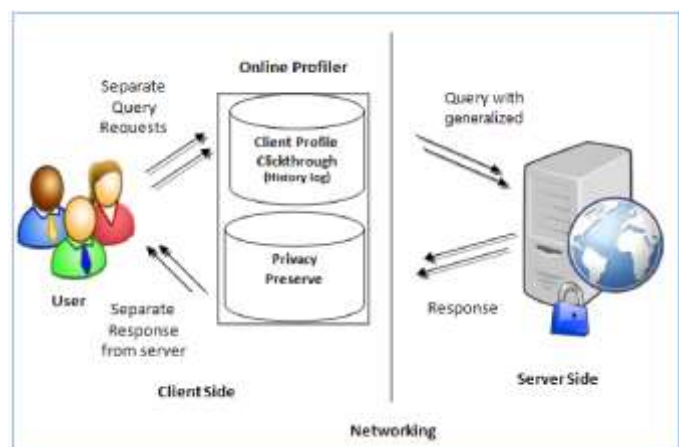 Online Profiler
Separate
Query
Requests
Client Profile
Clickthrough
(History log)
Privacy
Preserve
User
Separate
Response
from server
Client Side
Query with
generalized
Response
Server Side
Networking